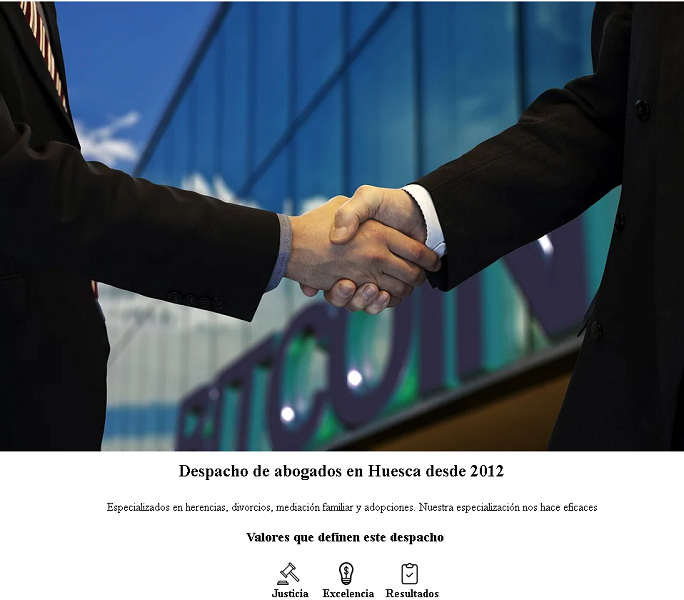 BITCOIN
Despacho de abogados en Huesca desde 2012
Especializados en herencias, divorcios, mediación familiar y adopciones. Nuestra especialización nos hace eficaces
Valores que definen este despacho
Justicia Excelencia Resultados